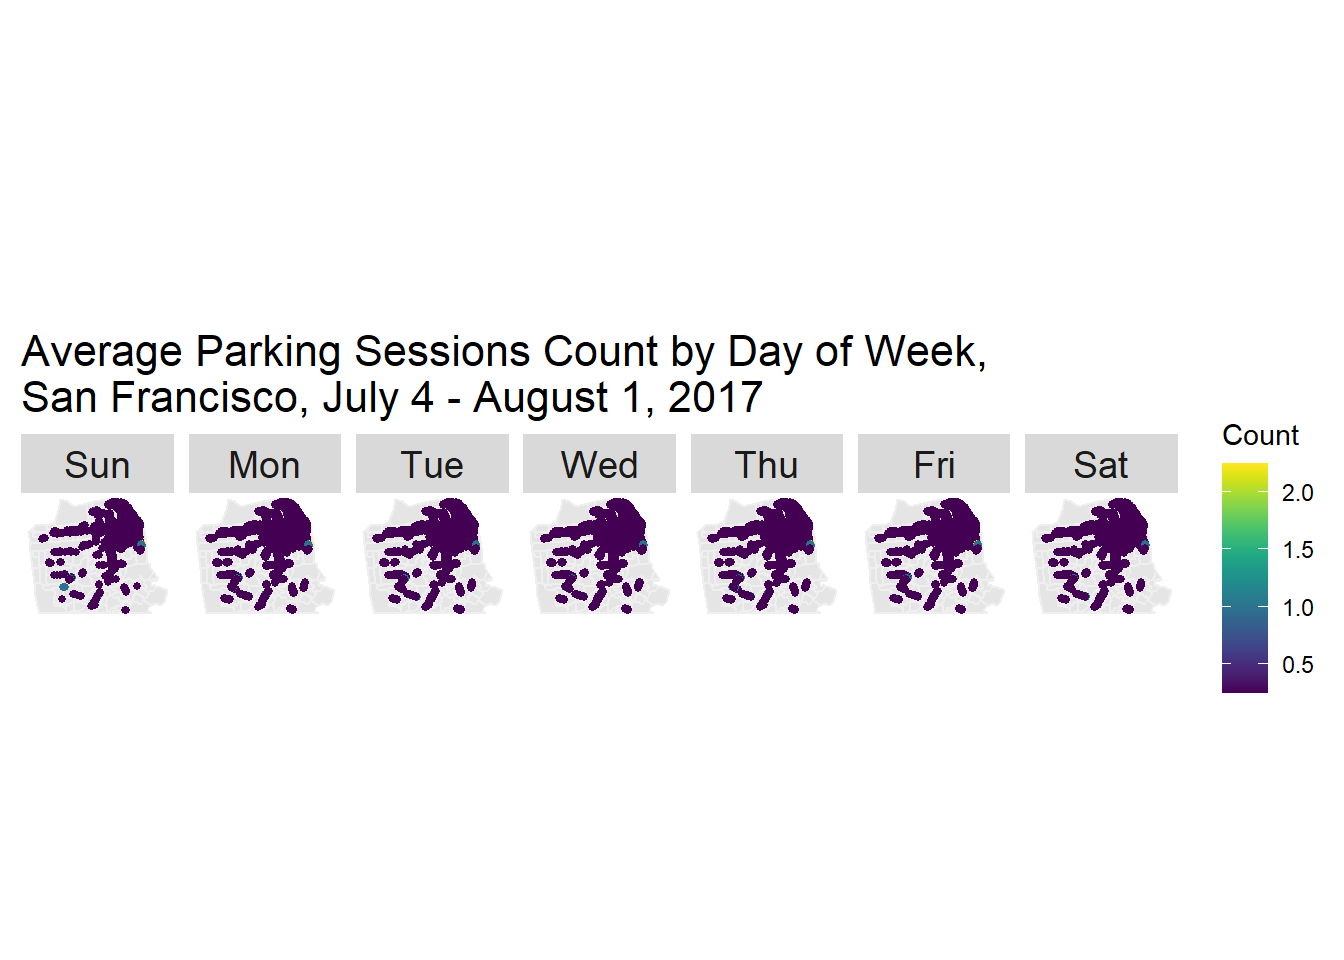 Average Parking Sessions Count by Day of Week,
San Francisco, July 4 - August 1, 2017
Sun Mon Tue Wed Thu Fri Sat
Count
2.0
1.5
1.0
0.5